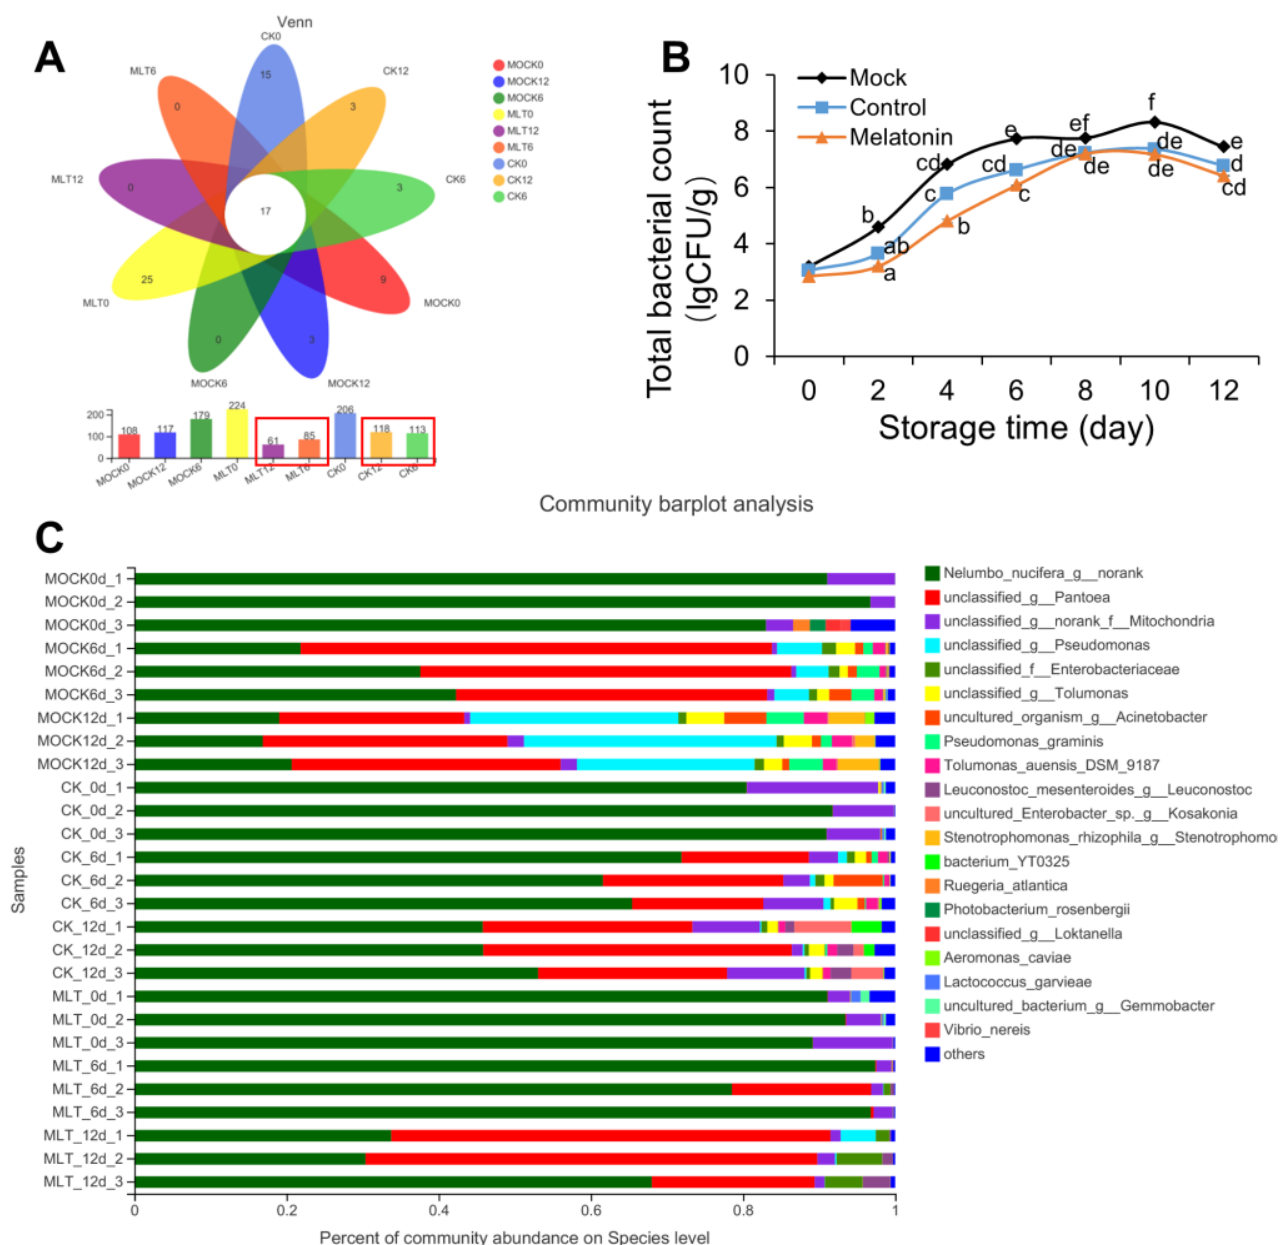 Venn
A
CK0
MLT6
CK12
15
0
3
MLT12
0
CK6
3
17
MLT0
25
MOCK0
9
MOCK6
0
MOCK12
3
MOCK0
MOCK12
MOCK6
MLT0
MLT12
MLT6
CK0
CK12
CK6
200
100
0
108
117
179
224
61
85
206
118
113
MOCK0
MOCK12
MOCK6
MLT0
MLT12
MLT6
CK0
CK12
CK6
B
Total bacterial count
(lgCFU/g)
10
8
6
4
2
0
Mock
Control
Melatonin
b
cd
e
ef
f
e
ab
c
cd
de
de
d
a
b
c
de
de
cd
0 2 4 6 8 10 12
Storage time (day)
Community barplot analysis
C
Samples
MOCK0d_1
MOCK0d_2
MOCK0d_3
MOCK6d_1
MOCK6d_2
MOCK6d_3
MOCK12d_1
MOCK12d_2
MOCK12d_3
CK_0d_1
CK_0d_2
CK_0d_3
CK_6d_1
CK_6d_2
CK_6d_3
CK_12d_1
CK_12d_2
CK_12d_3
MLT_0d_1
MLT_0d_2
MLT_0d_3
MLT_6d_1
MLT_6d_2
MLT_6d_3
MLT_12d_1
MLT_12d_2
MLT_12d_3
0 0.2 0.4 0.6 0.8 1
Percent of community abundance on Species level
Nelumbo_nucifera_g__norank
unclassified_g__Pantoea
unclassified_g__norank_f__Mitochondria
unclassified_g__Pseudomonas
unclassified_f__Enterobacteriaceae
unclassified_g__Tolumonas
uncultured_organism_g__Acinetobacter
Pseudomonas_graminis
Tolumonas_auensis_DSM_9187
Leuconostoc_mesenteroides_g__Leuconostoc
uncultured_Enterobacter_sp._g__Kosakonia
Stenotrophomonas_rhizophila_g__Stenotrophomo
bacterium_YT0325
Ruegeria_atlantica
Photobacterium_rosenbergii
unclassified_g__Loktanella
Aeromonas_caviae
Lactococcus_garvieae
uncultured_bacterium_g__Gemmobacter
Vibrio_nereis
others